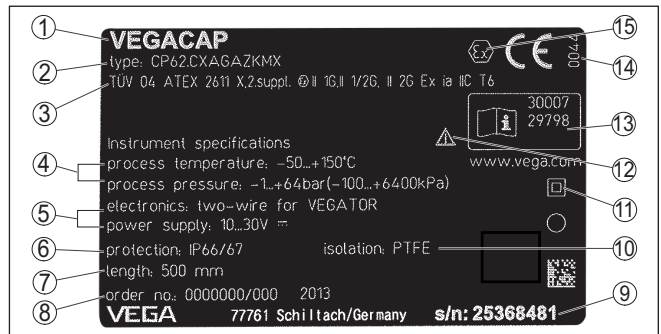 1 VEGACAP 15
2 type: CP62.CXAGAZKMX CE 0044 14
3 TÜV 04 ATEX 2611 X,2.suppl. Ex II 1G,II 1/2G, II 2G Ex ia IIC T6
30007
29798 13
Instrument specifications 12
4 process temperature: -50...+150°C www.vega.com
process pressure: -1...+64bar(-100...+6400kPa)
5 electronics: two-wire for VEGATOR 11
power supply: 10...30V
6 protection: IP66/67 isolation: PTFE 10
7 length: 500 mm
8 order no.: 0000000/000 2013 9
VEGA 77761 Schiltach/Germany s/n: 25368481